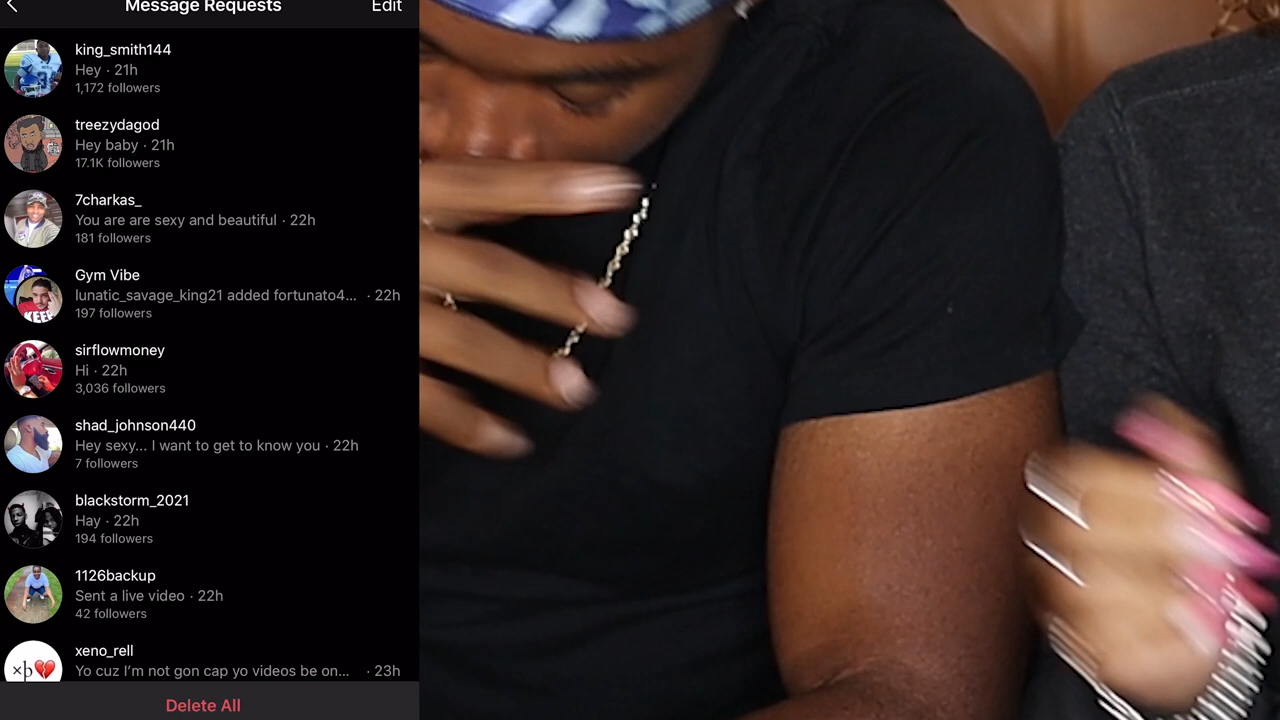 Message Requests
Edit
king_smith144
Hey · 21h
1,172 followers
treezydagod
Hey baby · 21h
17.1K followers
7charkas_
You are are sexy and beautiful · 22h
181 followers
Gym Vibe
lunatic_savage_king21 added fortunato4... · 22h
197 followers
sirflowmoney
Hi · 22h
3,036 followers
shad_johnson440
Hey sexy... I want to get to know you · 22h
7 followers
blackstorm_2021
Hay · 22h
194 followers
1126backup
Sent a live video · 22h
42 followers
xeno_rell
Yo cuz I'm not gon cap yo videos be on... · 23h
Delete All